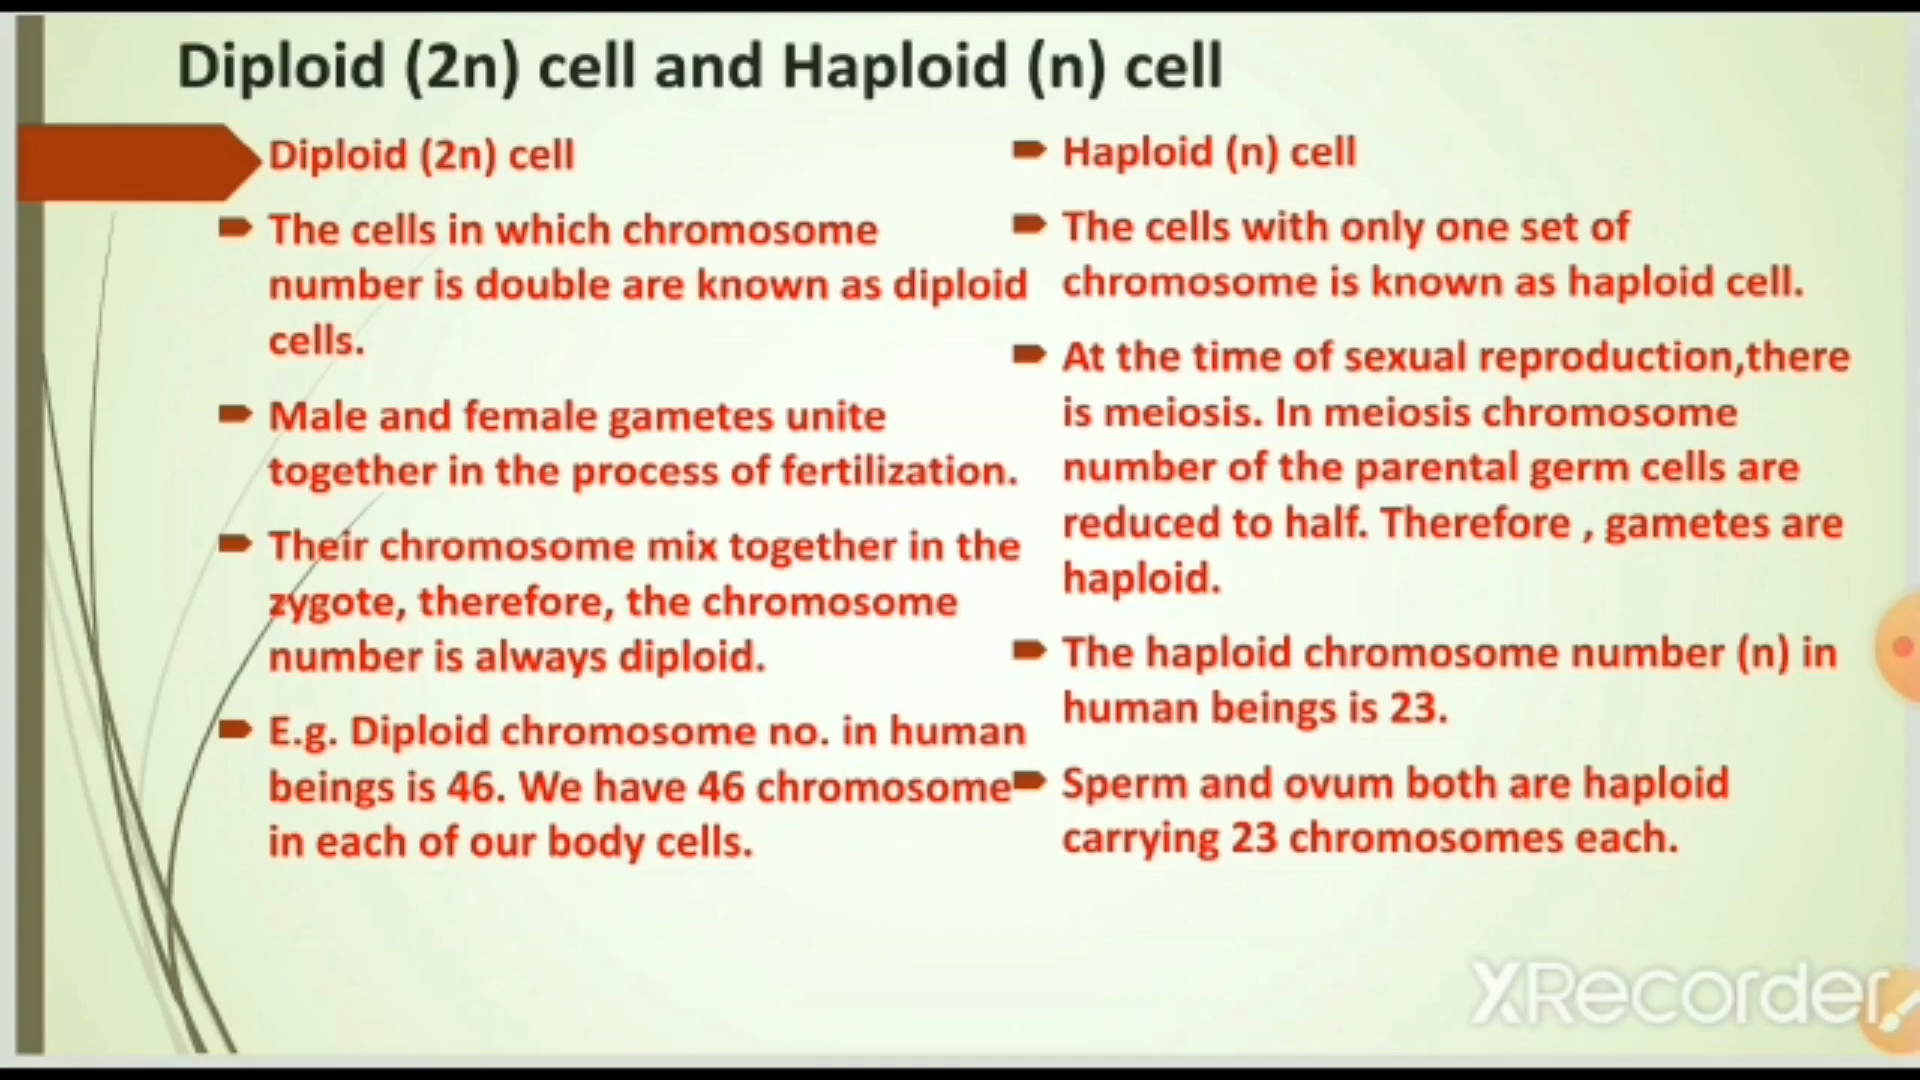 Diploid (2n) cell and Haploid (n) cell
Diploid (2n) cell
The cells in which chromosome
number is double are known as diploid
cells.
Male and female gametes unite
together in the process of fertilization.
Their chromosome mix together in the
zygote, therefore, the chromosome
number is always diploid.
E.g. Diploid chromosome no. in human
beings is 46. We have 46 chromosome
in each of our body cells.
Haploid (n) cell
The cells with only one set of
chromosome is known as haploid cell.
At the time of sexual reproduction,there
is meiosis. In meiosis chromosome
number of the parental germ cells are
reduced to half. Therefore , gametes are
haploid.
The haploid chromosome number (n) in
human beings is 23.
Sperm and ovum both are haploid
carrying 23 chromosomes each.
XRecorder